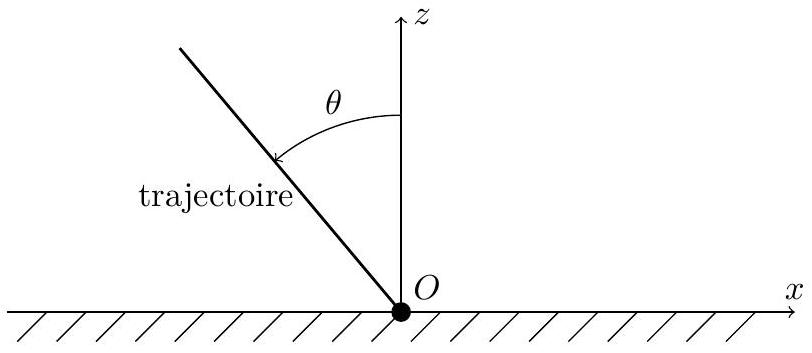 z
θ
trajectoire
O
x